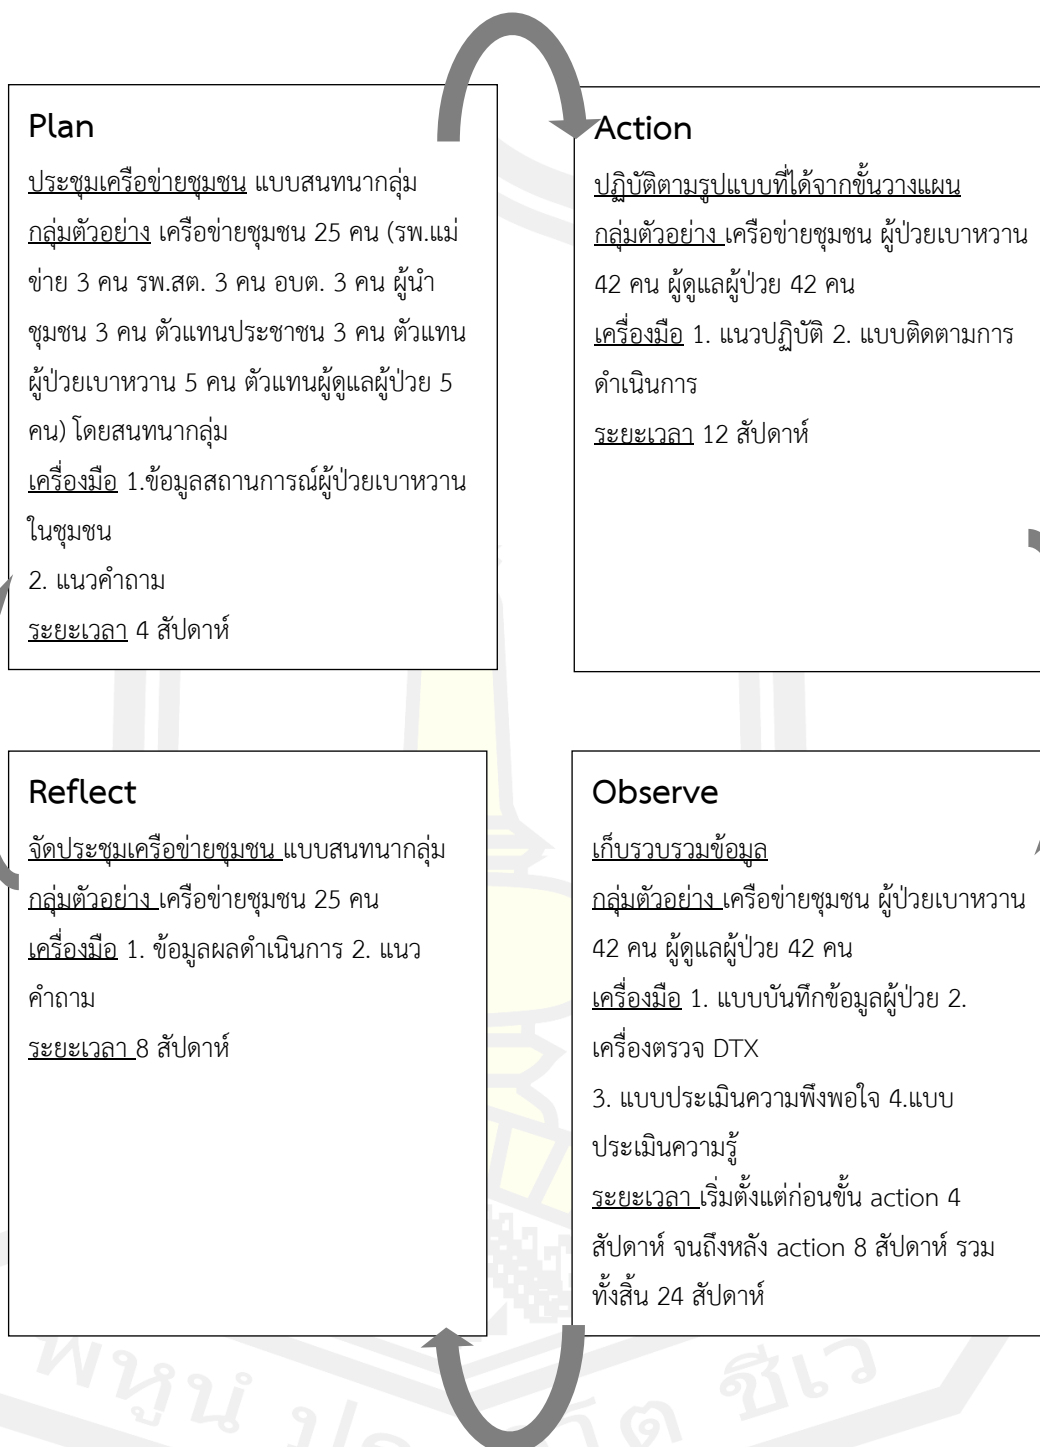 Plan
ประชุมเครือข่ายชุมชน แบบสนทนากลุ่ม
กลุ่มตัวอย่าง เครือข่ายชุมชน 25 คน (รพ.แม่
ข่าย 3 คน รพ.สต. 3 คน อบต. 3 คน ผู้นำ
ชุมชน 3 คน ตัวแทนประชาชน 3 คน ตัวแทน
ผู้ป่วยเบาหวาน 5 คน ตัวแทนผู้ดูแลผู้ป่วย 5
คน) โดยสนทนากลุ่ม
เครื่องมือ 1.ข้อมูลสถานการณ์ผู้ป่วยเบาหวาน
ในชุมชน
2. แนวคำถาม
ระยะเวลา 4 สัปดาห์
Action
ปฏิบัติตามรูปแบบที่ได้จากขั้นวางแผน
กลุ่มตัวอย่าง เครือข่ายชุมชน ผู้ป่วยเบาหวาน
42 คน ผู้ดูแลผู้ป่วย 42 คน
เครื่องมือ 1. แนวปฏิบัติ 2. แบบติดตามการ
ดำเนินการ
ระยะเวลา 12 สัปดาห์
Reflect
จัดประชุมเครือข่ายชุมชน แบบสนทนากลุ่ม
กลุ่มตัวอย่าง เครือข่ายชุมชน 25 คน
เครื่องมือ 1. ข้อมูลผลดำเนินการ 2. แนว
คำถาม
ระยะเวลา 8 สัปดาห์
Observe
เก็บรวบรวมข้อมูล
กลุ่มตัวอย่าง เครือข่ายชุมชน ผู้ป่วยเบาหวาน
42 คน ผู้ดูแลผู้ป่วย 42 คน
เครื่องมือ 1. แบบบันทึกข้อมูลผู้ป่วย 2.
เครื่องตรวจ DTX
3. แบบประเมินความพึงพอใจ 4.แบบ
ประเมินความรู้
ระยะเวลา เริ่มตั้งแต่ก่อนขั้น action 4
สัปดาห์ จนถึงหลัง action 8 สัปดาห์ รวม
ทั้งสิ้น 24 สัปดาห์
พหูนํ ชีเว